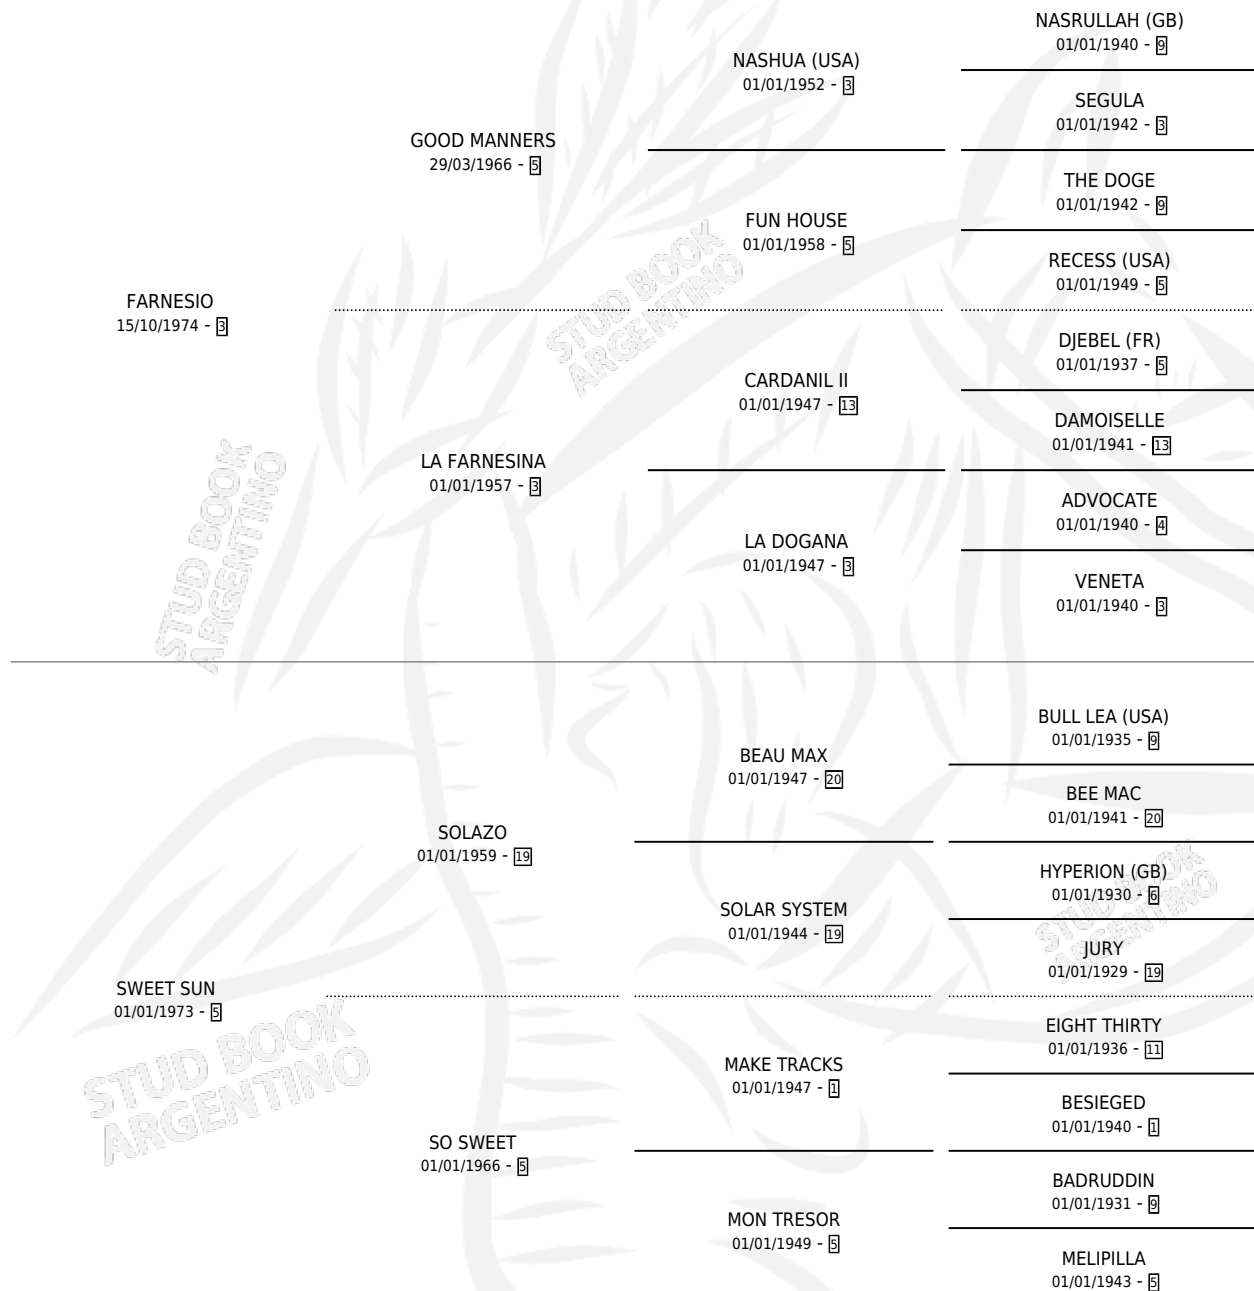 NASRULLAH (GB)
01/01/1940 - 9
NASHUA (USA)
01/01/1952 - 3
SEGULA
01/01/1942 - 3
GOOD MANNERS
29/03/1966 - 5
THE DOGE
01/01/1942 - 9
FUN HOUSE
01/01/1958 - 5
RECESS (USA)
01/01/1949 - 5
FARNESIO
15/10/1974 - 3
DJEBEL (FR)
01/01/1937 - 5
CARDANIL II
01/01/1947 - 13
DAMOISELLE
01/01/1941 - 13
LA FARNESINA
01/01/1957 - 3
ADVOCATE
01/01/1940 - 4
LA DOGANA
01/01/1947 - 3
VENETA
01/01/1940 - 3
STUD BOOK
ARGENTINO
STUD BOOK
ARGENTINO
BULL LEA (USA)
01/01/1935 - 9
BEAU MAX
01/01/1947 - 20
BEE MAC
01/01/1941 - 20
SOLAZO
01/01/1959 - 19
HYPERION (GB)
01/01/1930 - 6
SOLAR SYSTEM
01/01/1944 - 19
JURY
01/01/1929 - 19
STUD BOOK
ARGENTINO
SWEET SUN
01/01/1973 - 5
EIGHT THIRTY
01/01/1936 - 11
MAKE TRACKS
01/01/1947 - 1
BESIEGED
01/01/1940 - 1
SO SWEET
01/01/1966 - 5
BADRUDDIN
01/01/1931 - 9
MON TRESOR
01/01/1949 - 5
MELIPILLA
01/01/1943 - 5
STUD BOOK
ARGENTINO